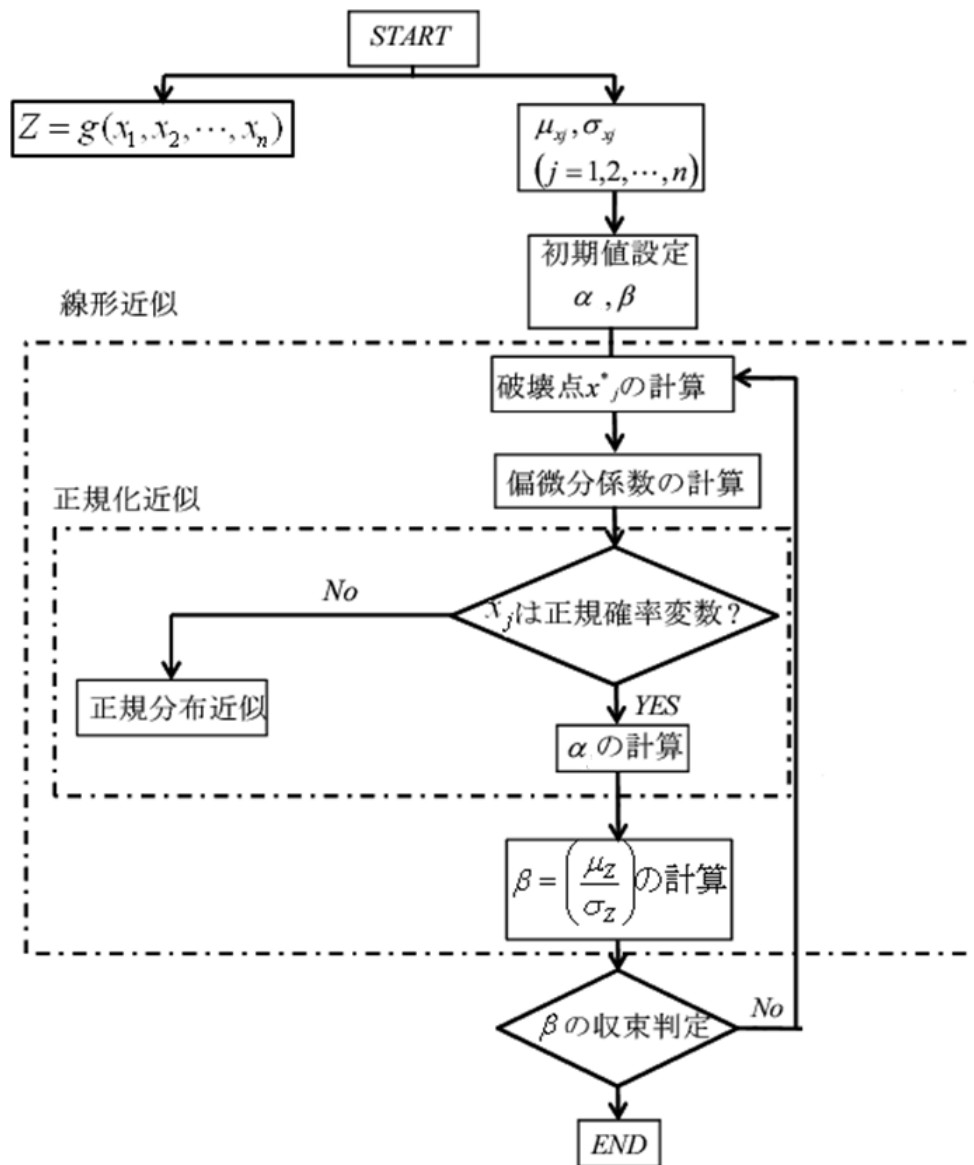 START
Z = g(x₁, x₂, ⋯, xₙ)
μxj, σxj
(j = 1,2,⋯,n)
初期値設定
α , β
線形近似
破壊点x*jの計算
偏微分係数の計算
正規化近似
No
xjは正規確率変数?
正規分布近似
YES
αの計算
β = (μZ/σZ)の計算
βの収束判定
No
END